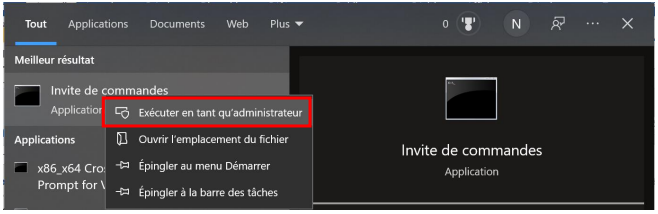 Tout Applications Documents Web Plus 0 N ...
Meilleur résultat
Invite de commandes
Application
Exécuter en tant qu'administrateur
Applications
Ouvrir l'emplacement du fichier
Invite de commandes
x86_x64
Épingler au menu Démarrer
Application
Prompt for
Épingler à la barre des tâches